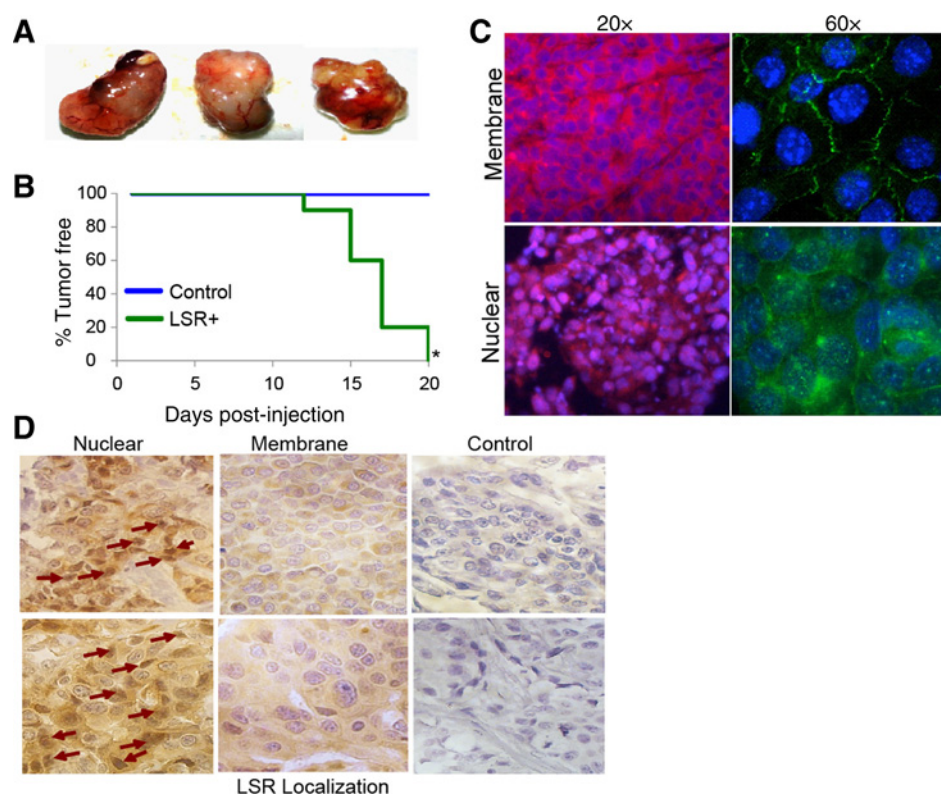 A
B
100
80
60
40
20
0
% Tumor free
Control
LSR+
*
0 5 10 15 20
Days post-injection
C
20× 60×
Membrane
Nuclear
D
Nuclear Membrane Control
LSR Localization